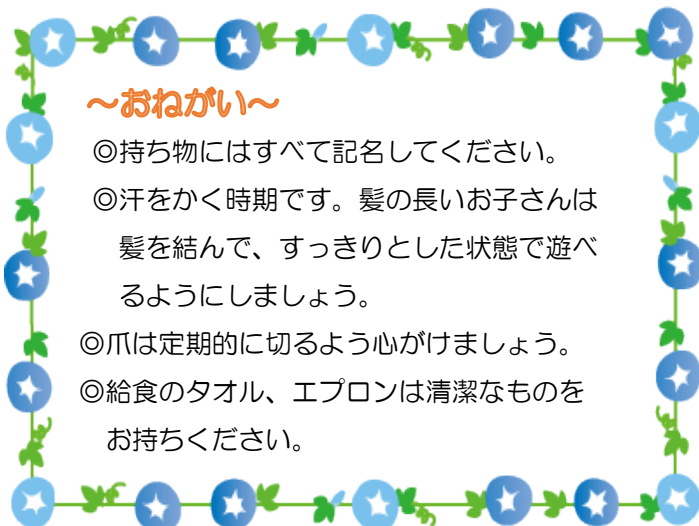 ～おねがい～
◎持ち物にはすべて記名してください。
◎汗をかく時期です。髪の長いお子さんは
髪を結んで、すっきりとした状態で遊べ
るようにしましょう。
◎爪は定期的に切るよう心がけましょう。
◎給食のタオル、エプロンは清潔なものを
お持ちください。